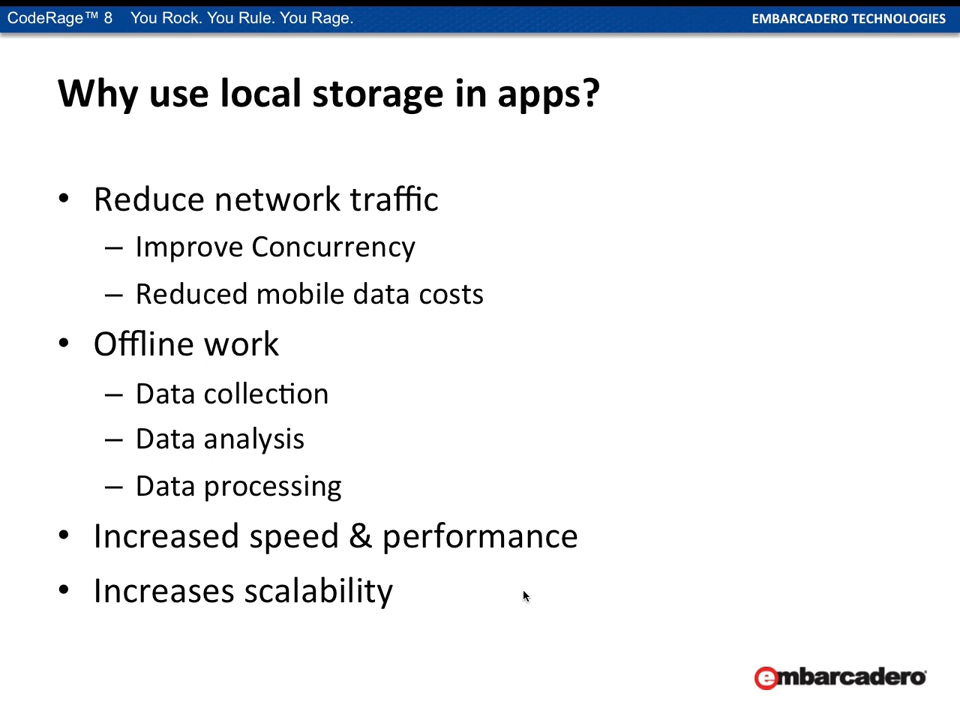 CodeRage™ 8 You Rock. You Rule. You Rage.
EMBARCADERO TECHNOLOGIES
Why use local storage in apps?
• Reduce network traffic
– Improve Concurrency
– Reduced mobile data costs
• Offline work
– Data collection
– Data analysis
– Data processing
• Increased speed & performance
• Increases scalability
embarcadero